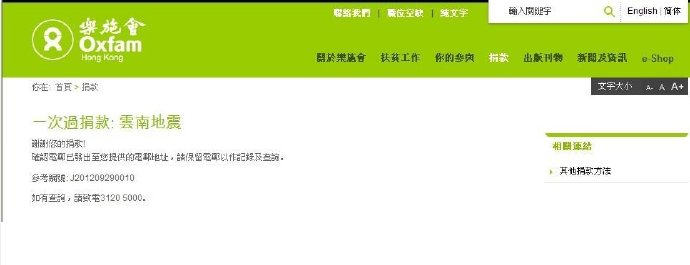 聯絡我們 | 職位空缺 | 純文字
輸入關鍵字
English | 简体
樂施會
Oxfam
Hong Kong
關於樂施會 扶貧工作 你的參與 捐款 出版刊物 新聞及資訊 e-Shop
你在: 首頁 > 捐款
文字大小 A- A A+
一次過捐款: 雲南地震
謝謝您的捐款!
確認電郵已發出至您提供的電郵地址，請保留電郵以作記錄及查詢。
參考編號: J201209290010
如有查詢，請致電3120 5000。
相關連結
其他捐款方法